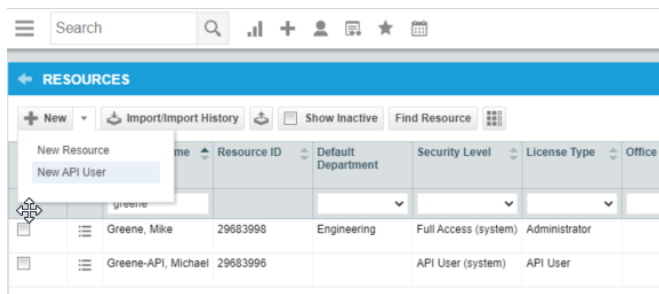 Search
RESOURCES
New Import/Import History Show Inactive Find Resource
New Resource
New API User
me Resource ID Default Department Security Level License Type Office
greene
Greene, Mike 29683998 Engineering Full Access (system) Administrator
Greene-API, Michael 29683996 API User (system) API User